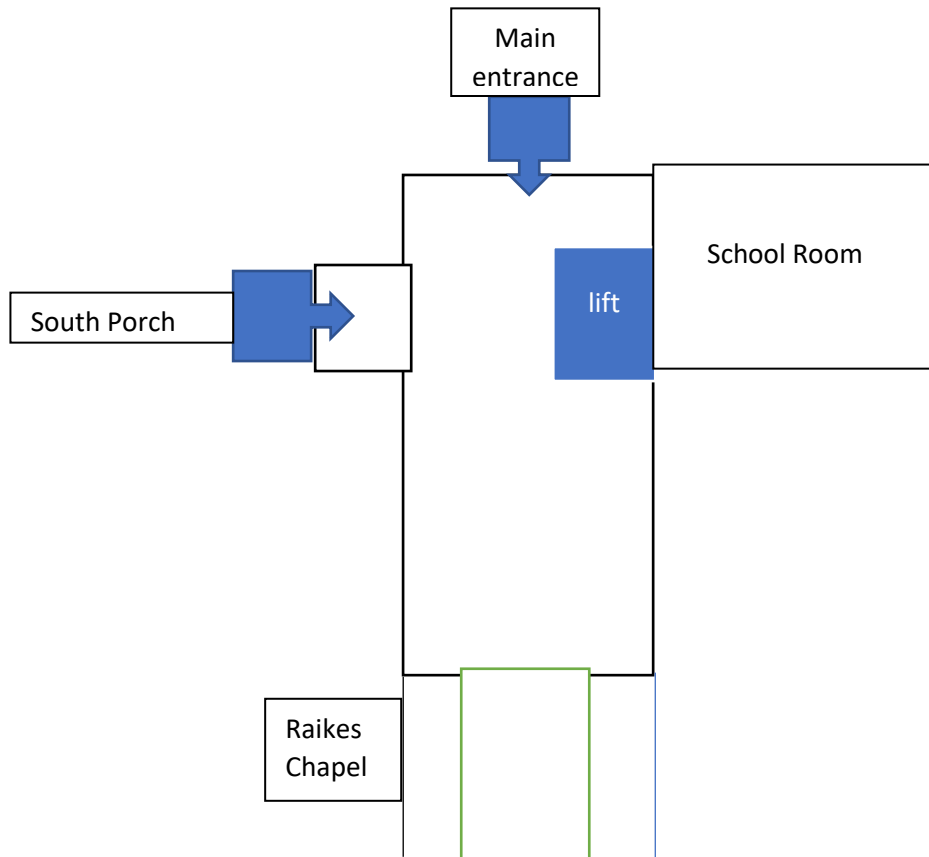 Main
entrance
School Room
lift
South Porch
Raikes
Chapel